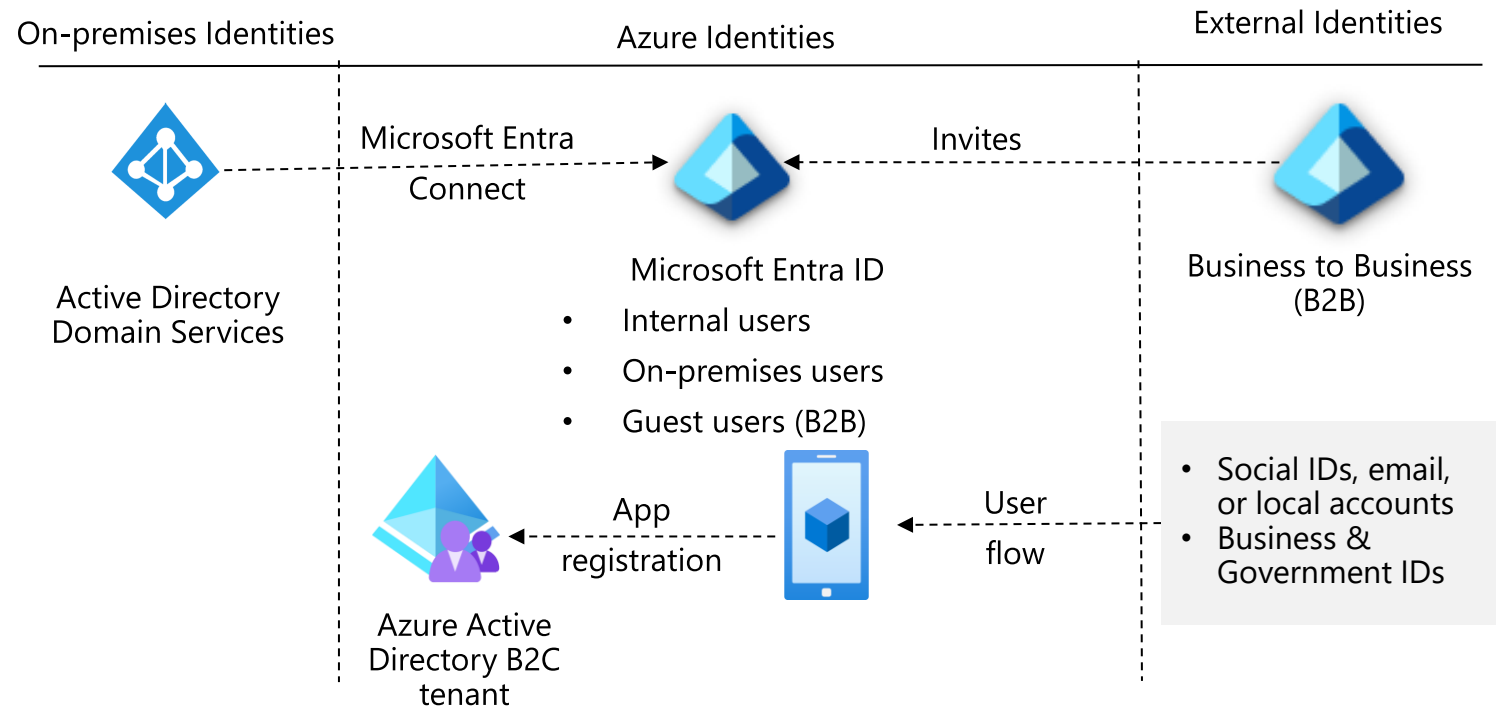 On-premises Identities
Azure Identities
External Identities
Microsoft Entra
Connect
Invites
Active Directory
Domain Services
Microsoft Entra ID
• Internal users
• On-premises users
• Guest users (B2B)
Business to Business
(B2B)
App
registration
User
flow
• Social IDs, email,
or local accounts
• Business &
Government IDs
Azure Active
Directory B2C
tenant